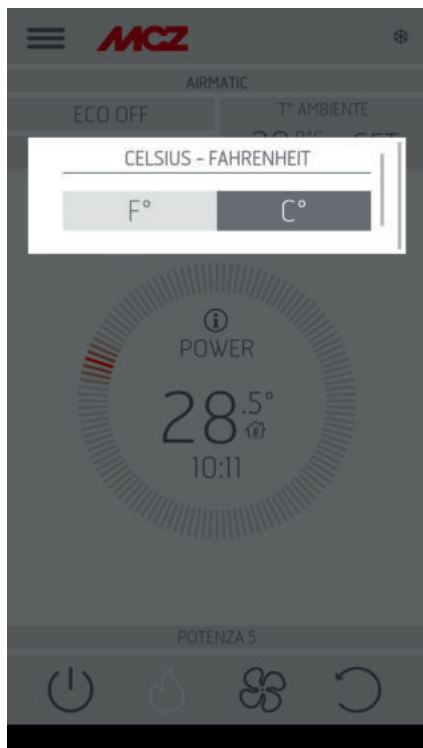 MCZ
AIRMATIC
ECO OFF
T° AMBIENTE
CELSIUS - FAHRENHEIT
F° C°
POWER
28.5°
10:11
POTENZA 5